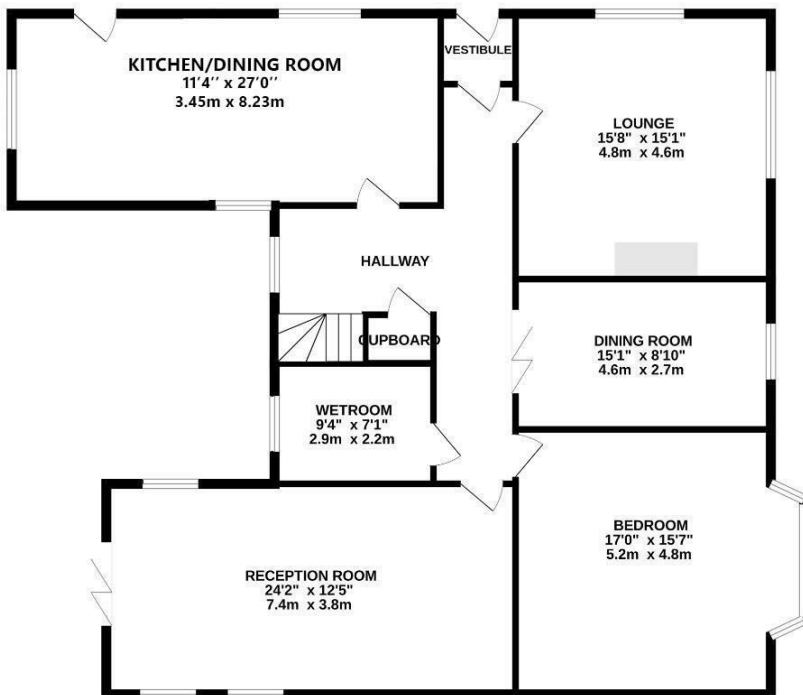 KITCHEN/DINING ROOM
11'4'' x 27'0''
3.45m x 8.23m
VESTIBULE
LOUNGE
15'8" x 15'1"
4.8m x 4.6m
HALLWAY
CUPBOARD
DINING ROOM
15'1" x 8'10"
4.6m x 2.7m
WETROOM
9'4" x 7'1"
2.9m x 2.2m
BEDROOM
17'0" x 15'7"
5.2m x 4.8m
RECEPTION ROOM
24'2" x 12'5"
7.4m x 3.8m